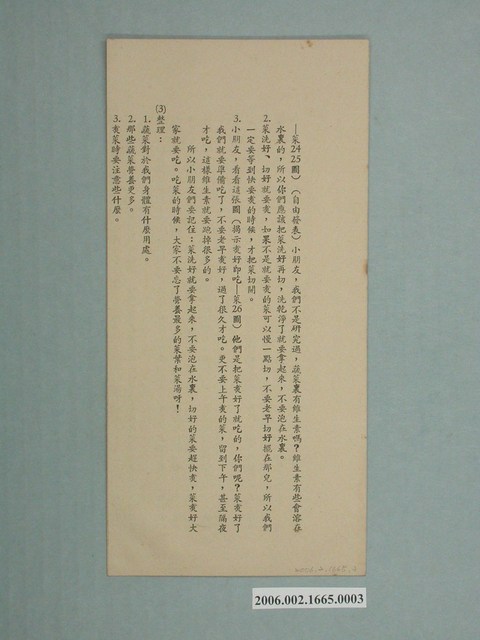 —菜24 25圖)(自由發表)小朋友,我們不是研究過,蔬菜裏有維生素嗎?維生素有些會溶在
水裏的,所以你們應該把菜洗好再切,洗乾淨了就要拿起來,不要泡在水裏。
2.菜洗好、切好就要煮,如果不是就要煮的菜可以慢一點切,不要老早切好擺在那兒,所以我們
一定要等到快要煮的時候,才把菜切開。
3.小朋友,看看這張圖(揭示煮好卽吃—菜26圖)他們是把菜煮好了就吃的,你們呢?菜煮好了
我們就要準備吃了,不要老早煮好,過了很久才吃。更不要上午煮的菜,留到下午,甚至隔夜
才吃,這樣維生素就要跑掉很多的。
所以小朋友們要記住:菜洗好就要拿起來,不要泡在水裏,切好的菜要趕快煮,菜煮好大
家就要吃。吃菜的時候,大家不要忘了營養最多的菜葉和菜湯呀!
(3)整理:
1.蔬菜對於我們身體有什麼用處。
2.那些蔬菜營養更多。
3.煮菜時要注意些什麼。
2006.002.1665.0003